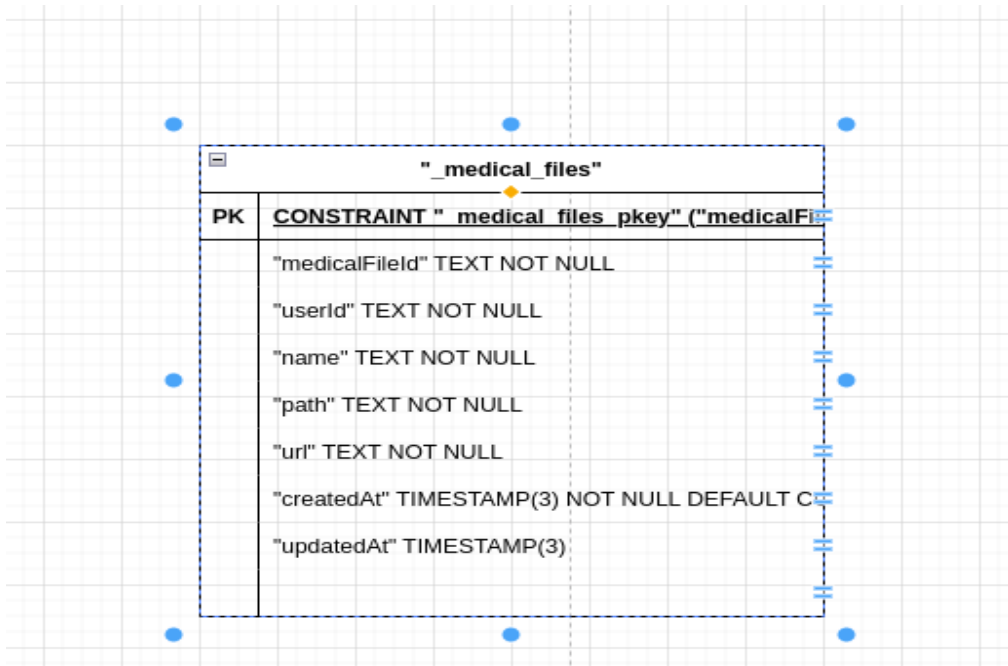 "_medical_files"
PK CONSTRAINT "_medical_files_pkey" ("medicalFi
"medicalFileId" TEXT NOT NULL
"userId" TEXT NOT NULL
"name" TEXT NOT NULL
"path" TEXT NOT NULL
"url" TEXT NOT NULL
"createdAt" TIMESTAMP(3) NOT NULL DEFAULT C
"updatedAt" TIMESTAMP(3)